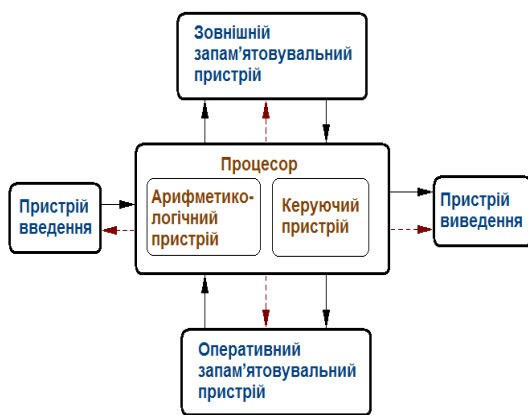 Зовнішній
запам’ятовувальний
пристрій
Процесор
Арифметико-
логічний
пристрій
Керуючий
пристрій
Пристрій
введення
Пристрій
виведення
Оперативний
запам’ятовувальний
пристрій